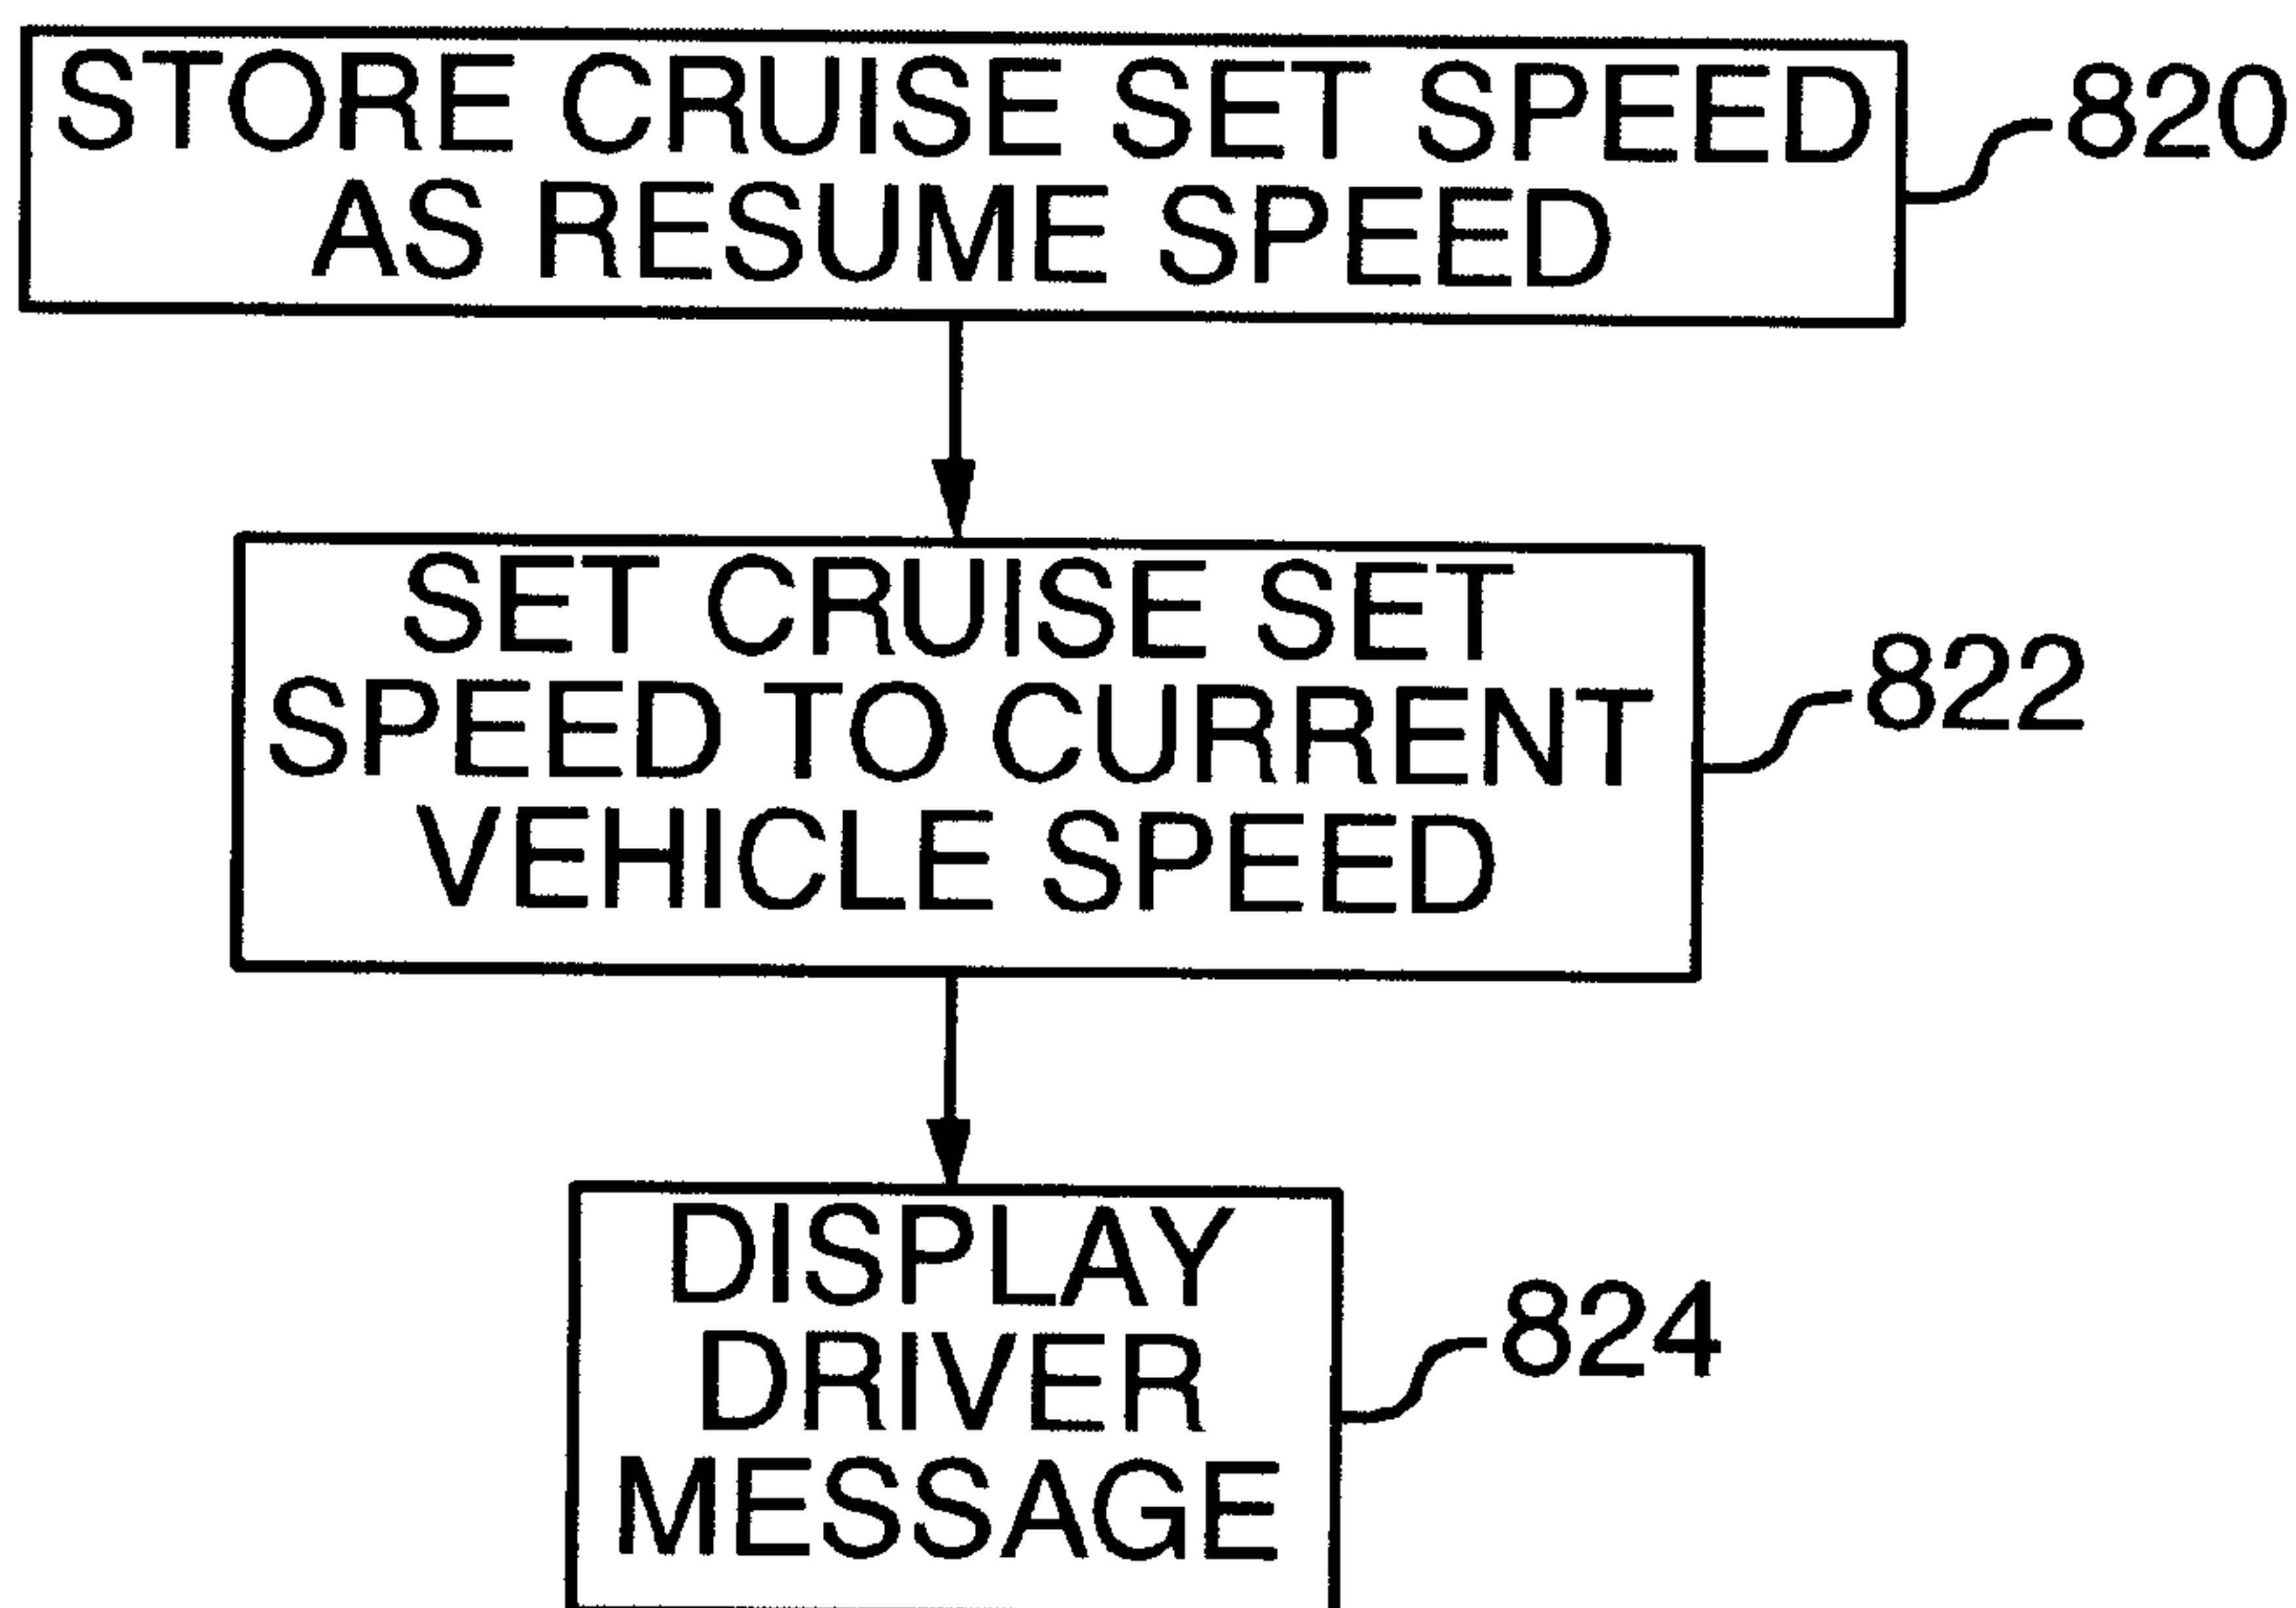 STORE CRUISE SET SPEED
AS RESUME SPEED
820
SET CRUISE SET
SPEED TO CURRENT
VEHICLE SPEED
822
DISPLAY
DRIVER
MESSAGE
824